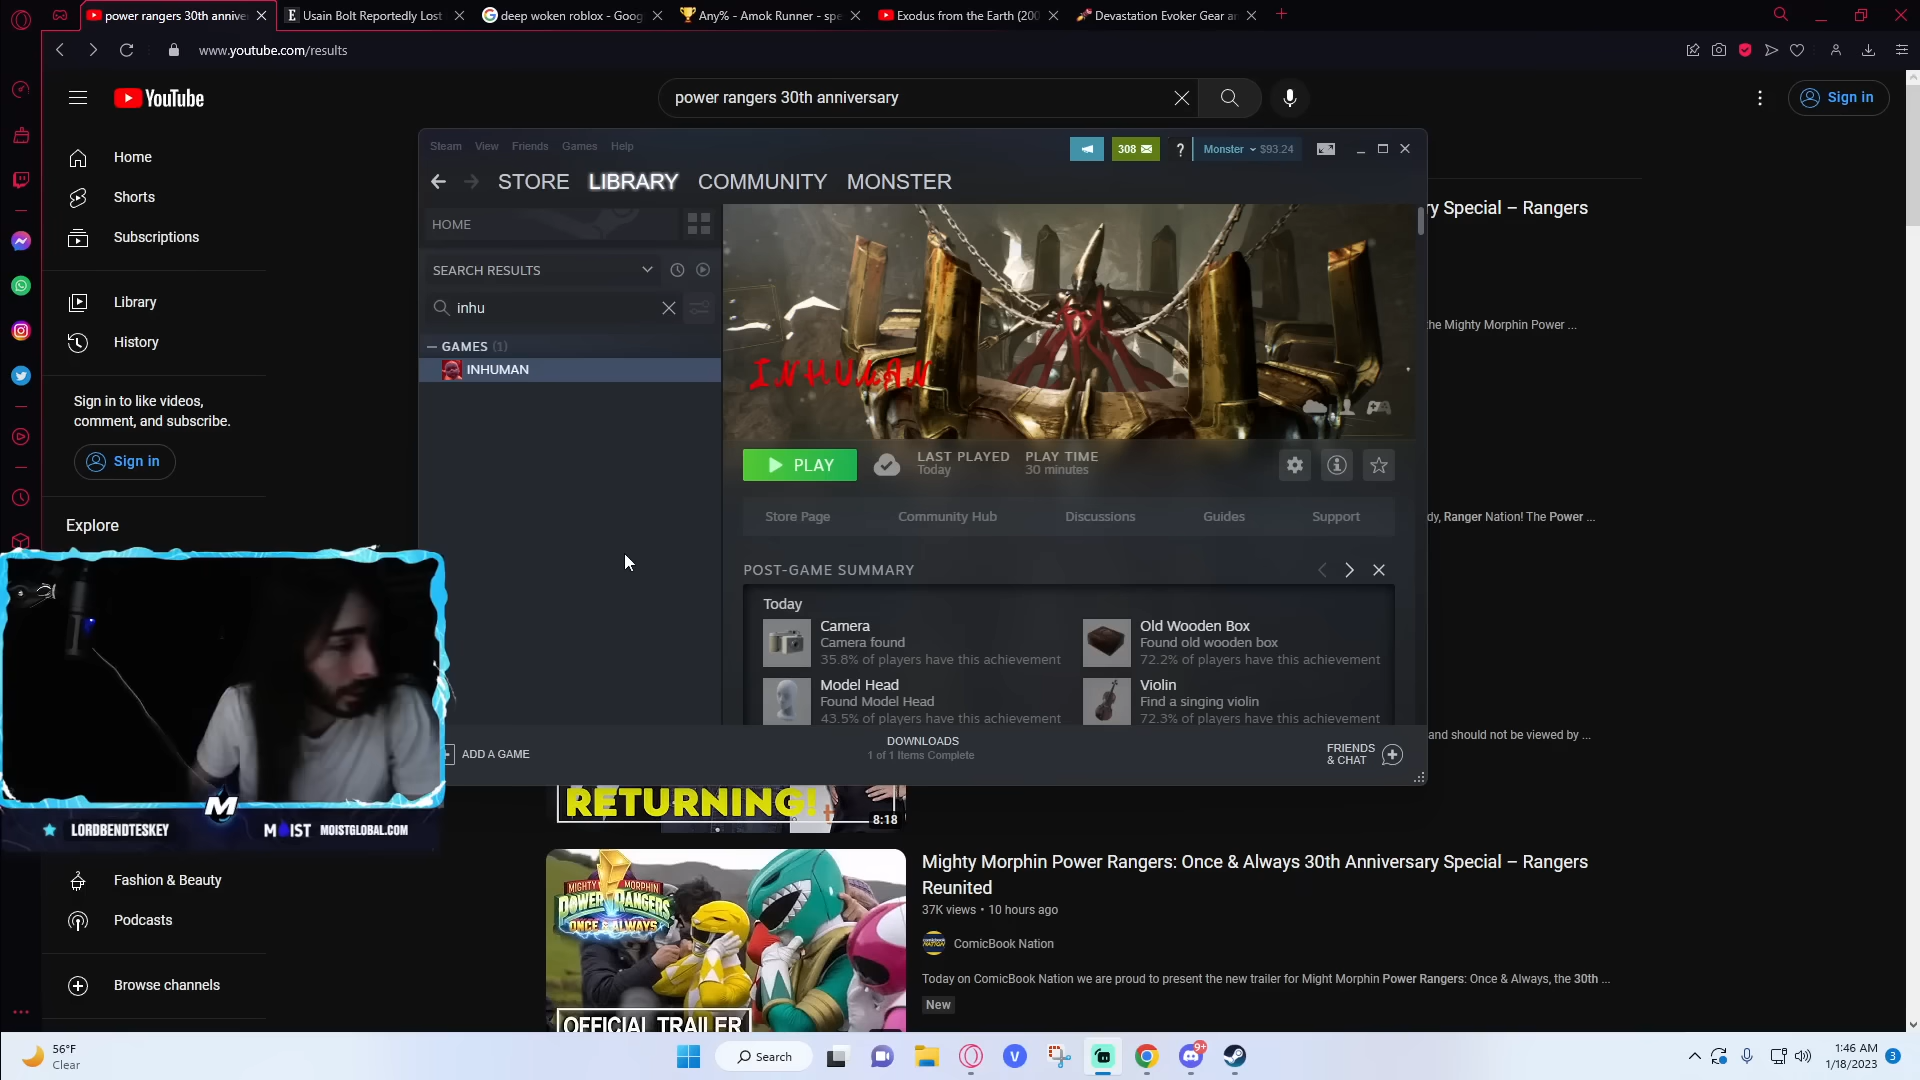 power rangers 30th annive
Usain Bolt Reportedly Lost
deep woken roblox - Goog
Any% - Amok Runner - spe
Exodus from the Earth (200
Devastation Evoker Gear a
www.youtube.com/results
YouTube
power rangers 30th anniversary
Sign in
Home
Shorts
Subscriptions
Library
History
Sign in to like videos,
comment, and subscribe.
Sign in
Explore
Fashion & Beauty
Podcasts
Browse channels
Steam View Friends Games Help
308
?
Monster $93.24
STORE LIBRARY COMMUNITY MONSTER
HOME
SEARCH RESULTS
inhu
GAMES (1)
INHUMAN
INHUMAN
PLAY
LAST PLAYED
Today
PLAY TIME
30 minutes
Store Page
Community Hub
Discussions
Guides
Support
POST-GAME SUMMARY
Today
Camera
Camera found
35.8% of players have this achievement
Old Wooden Box
Found old wooden box
72.2% of players have this achievement
Model Head
Found Model Head
43.5% of players have this achievement
Violin
Find a singing violin
72.3% of players have this achievement
ADD A GAME
DOWNLOADS
1 of 1 Items Complete
FRIENDS
& CHAT
ry Special – Rangers
he Mighty Morphin Power ...
dy, Ranger Nation! The Power ...
and should not be viewed by ...
RETURNING!
8:18
MIGHTY MORPHIN
POWER RANGERS
ONCE & ALWAYS
OFFICIAL TRAILER
Mighty Morphin Power Rangers: Once & Always 30th Anniversary Special – Rangers
Reunited
37K views • 10 hours ago
ComicBook Nation
Today on ComicBook Nation we are proud to present the new trailer for Might Morphin Power Rangers: Once & Always, the 30th ...
New
M
LORDBENDTESKEY
MOIST
MOISTGLOBAL.COM
56°F
Clear
Search
V
9+
1:46 AM
1/18/2023
3